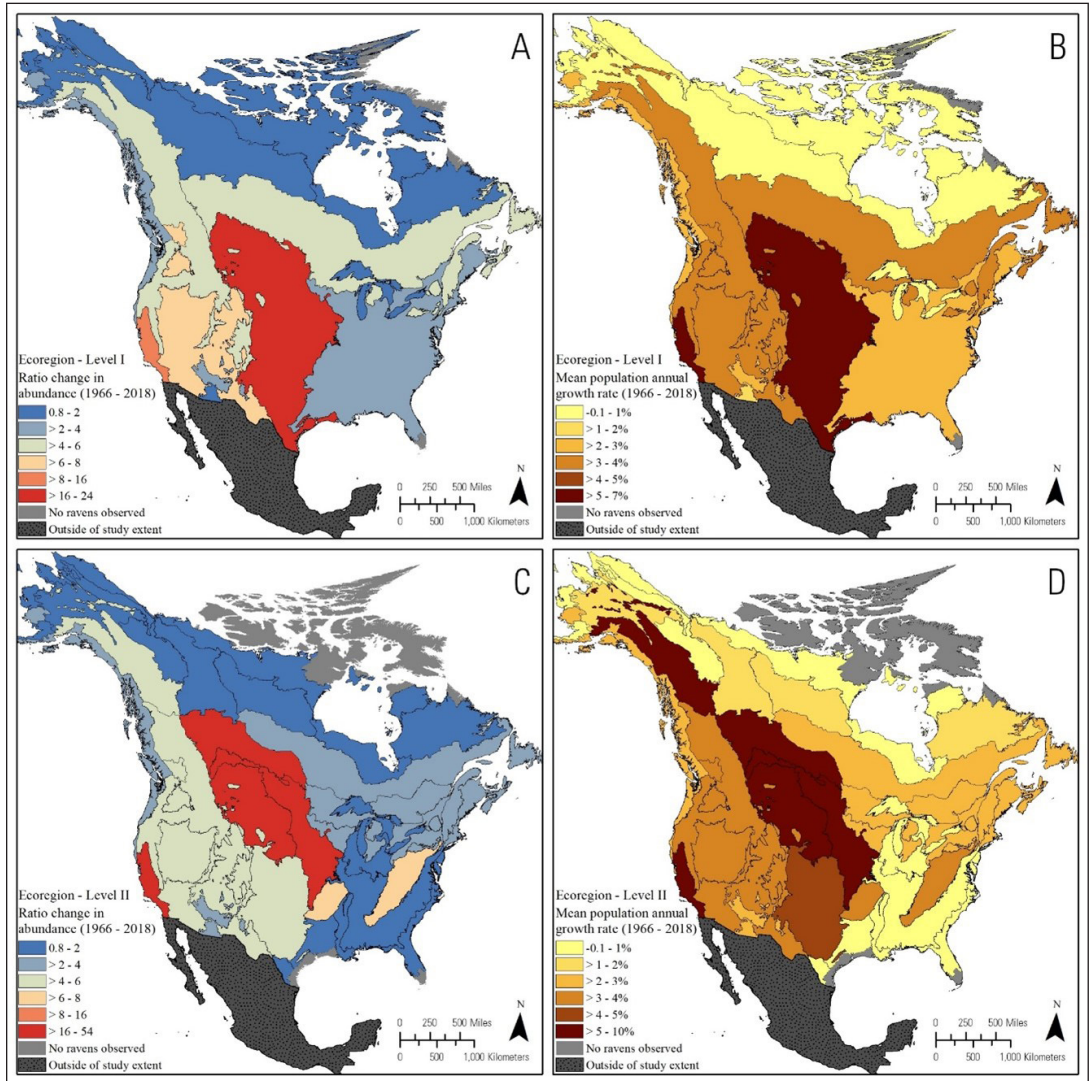 A
Ecoregion - Level I
Ratio change in
abundance (1966 - 2018)
0.8 - 2
> 2 - 4
> 4 - 6
> 6 - 8
> 8 - 16
> 16 - 24
No ravens observed
Outside of study extent
N
0 250 500 Miles
0 500 1,000 Kilometers
B
Ecoregion - Level I
Mean population annual
growth rate (1966 - 2018)
-0.1 - 1%
> 1 - 2%
> 2 - 3%
> 3 - 4%
> 4 - 5%
> 5 - 7%
No ravens observed
Outside of study extent
N
0 250 500 Miles
0 500 1,000 Kilometers
C
Ecoregion - Level II
Ratio change in
abundance (1966 - 2018)
0.8 - 2
> 2 - 4
> 4 - 6
> 6 - 8
> 8 - 16
> 16 - 54
No ravens observed
Outside of study extent
N
0 250 500 Miles
0 500 1,000 Kilometers
D
Ecoregion - Level II
Mean population annual
growth rate (1966 - 2018)
-0.1 - 1%
> 1 - 2%
> 2 - 3%
> 3 - 4%
> 4 - 5%
> 5 - 10%
No ravens observed
Outside of study extent
N
0 250 500 Miles
0 500 1,000 Kilometers